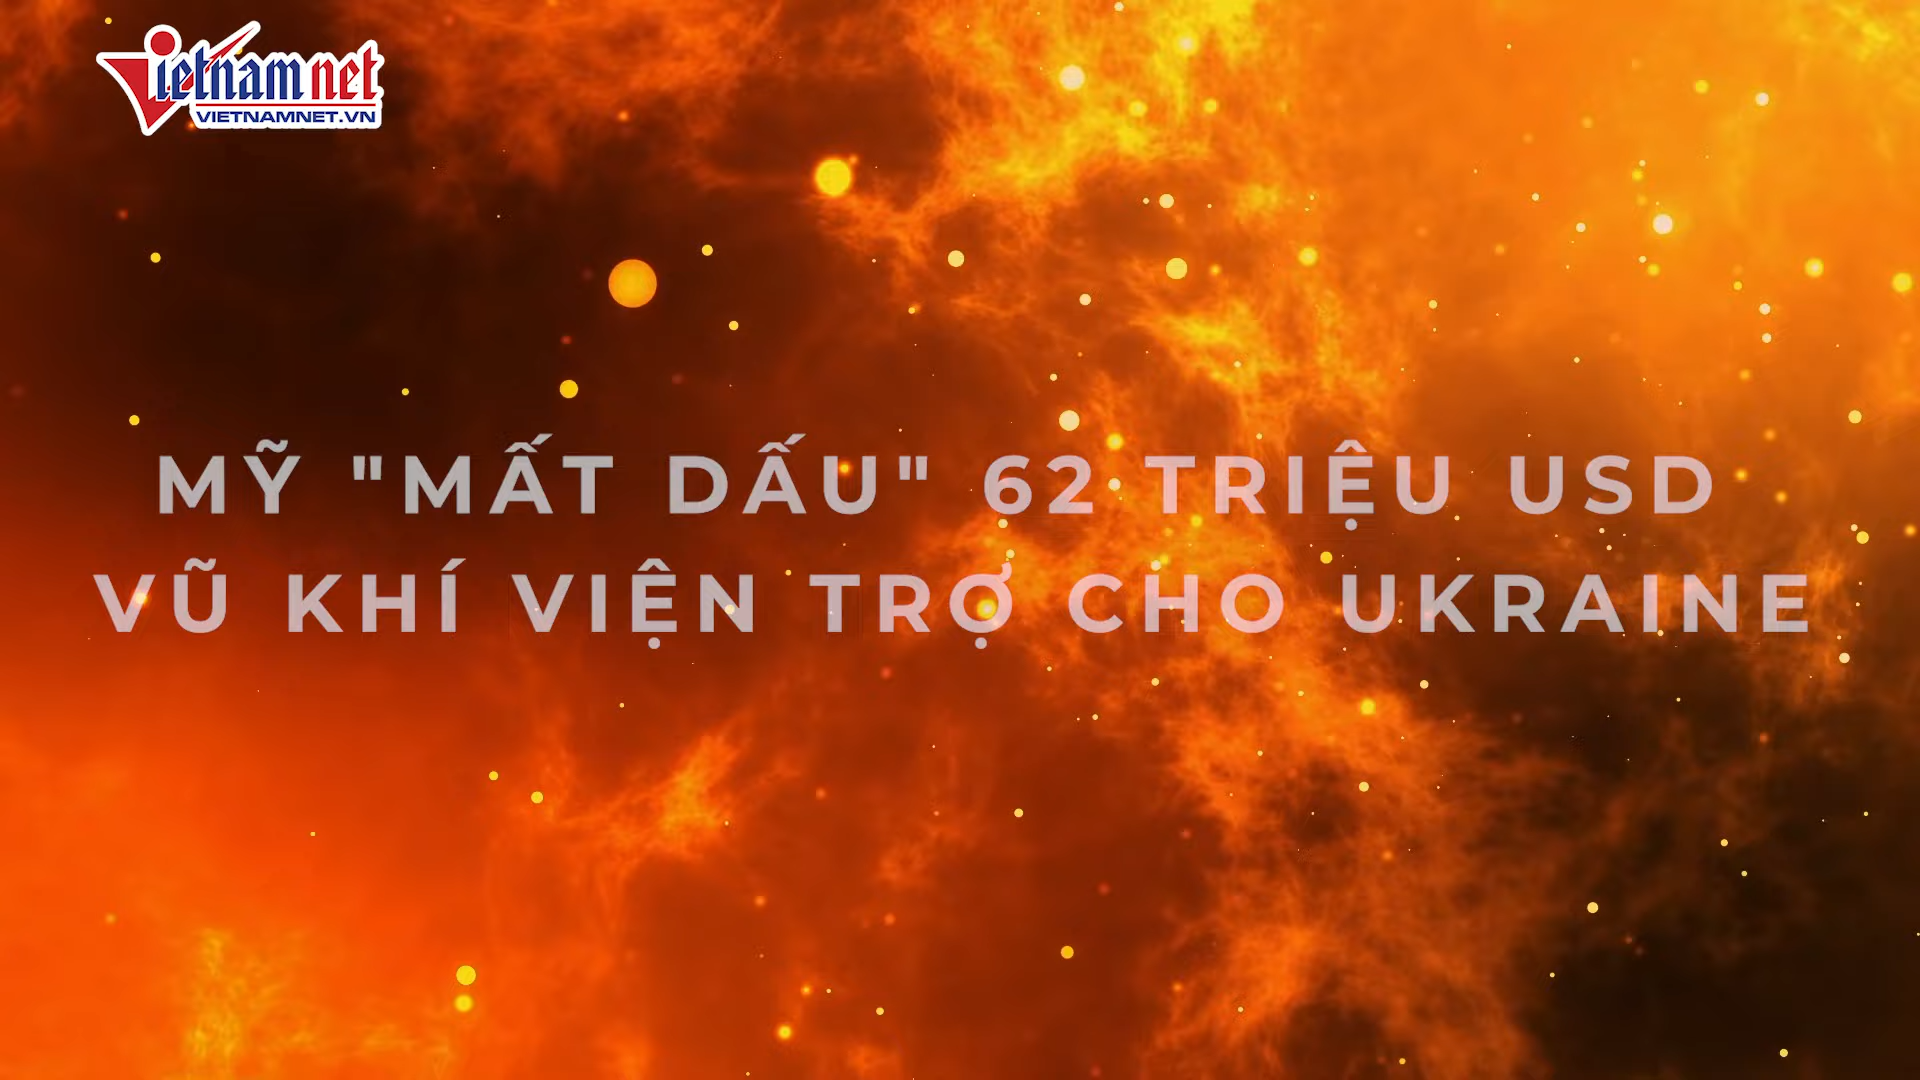 Vietnamnet
VIETNAMNET.VN
MỸ "MẤT DẤU" 62 TRIỆU USD
VŨ KHÍ VIỆN TRỢ CHO UKRAINE